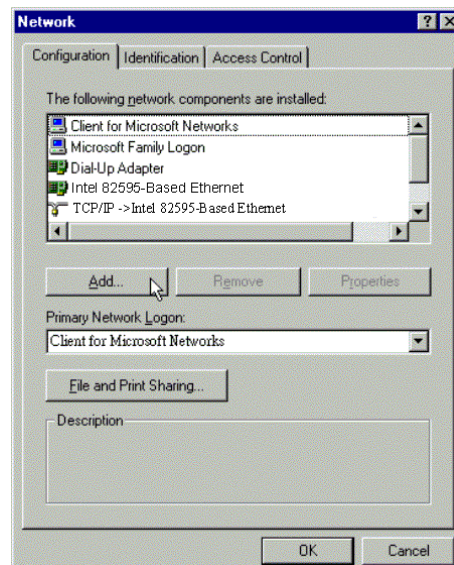 Network
Configuration Identification Access Control
The following network components are installed:
Client for Microsoft Networks
Microsoft Family Logon
Dial-Up Adapter
Intel 82595-Based Ethernet
TCP/IP ->Intel 82595-Based Ethernet
Add... Remove Properties
Primary Network Logon:
Client for Microsoft Networks
File and Print Sharing...
Description
OK Cancel